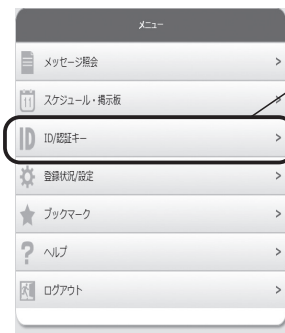 メニュー
メッセージ照会 >
11 スケジュール・掲示板 >
ID ID/認証キー >
登録状況/設定 >
ブックマーク >
? ヘルプ >
ログアウト >